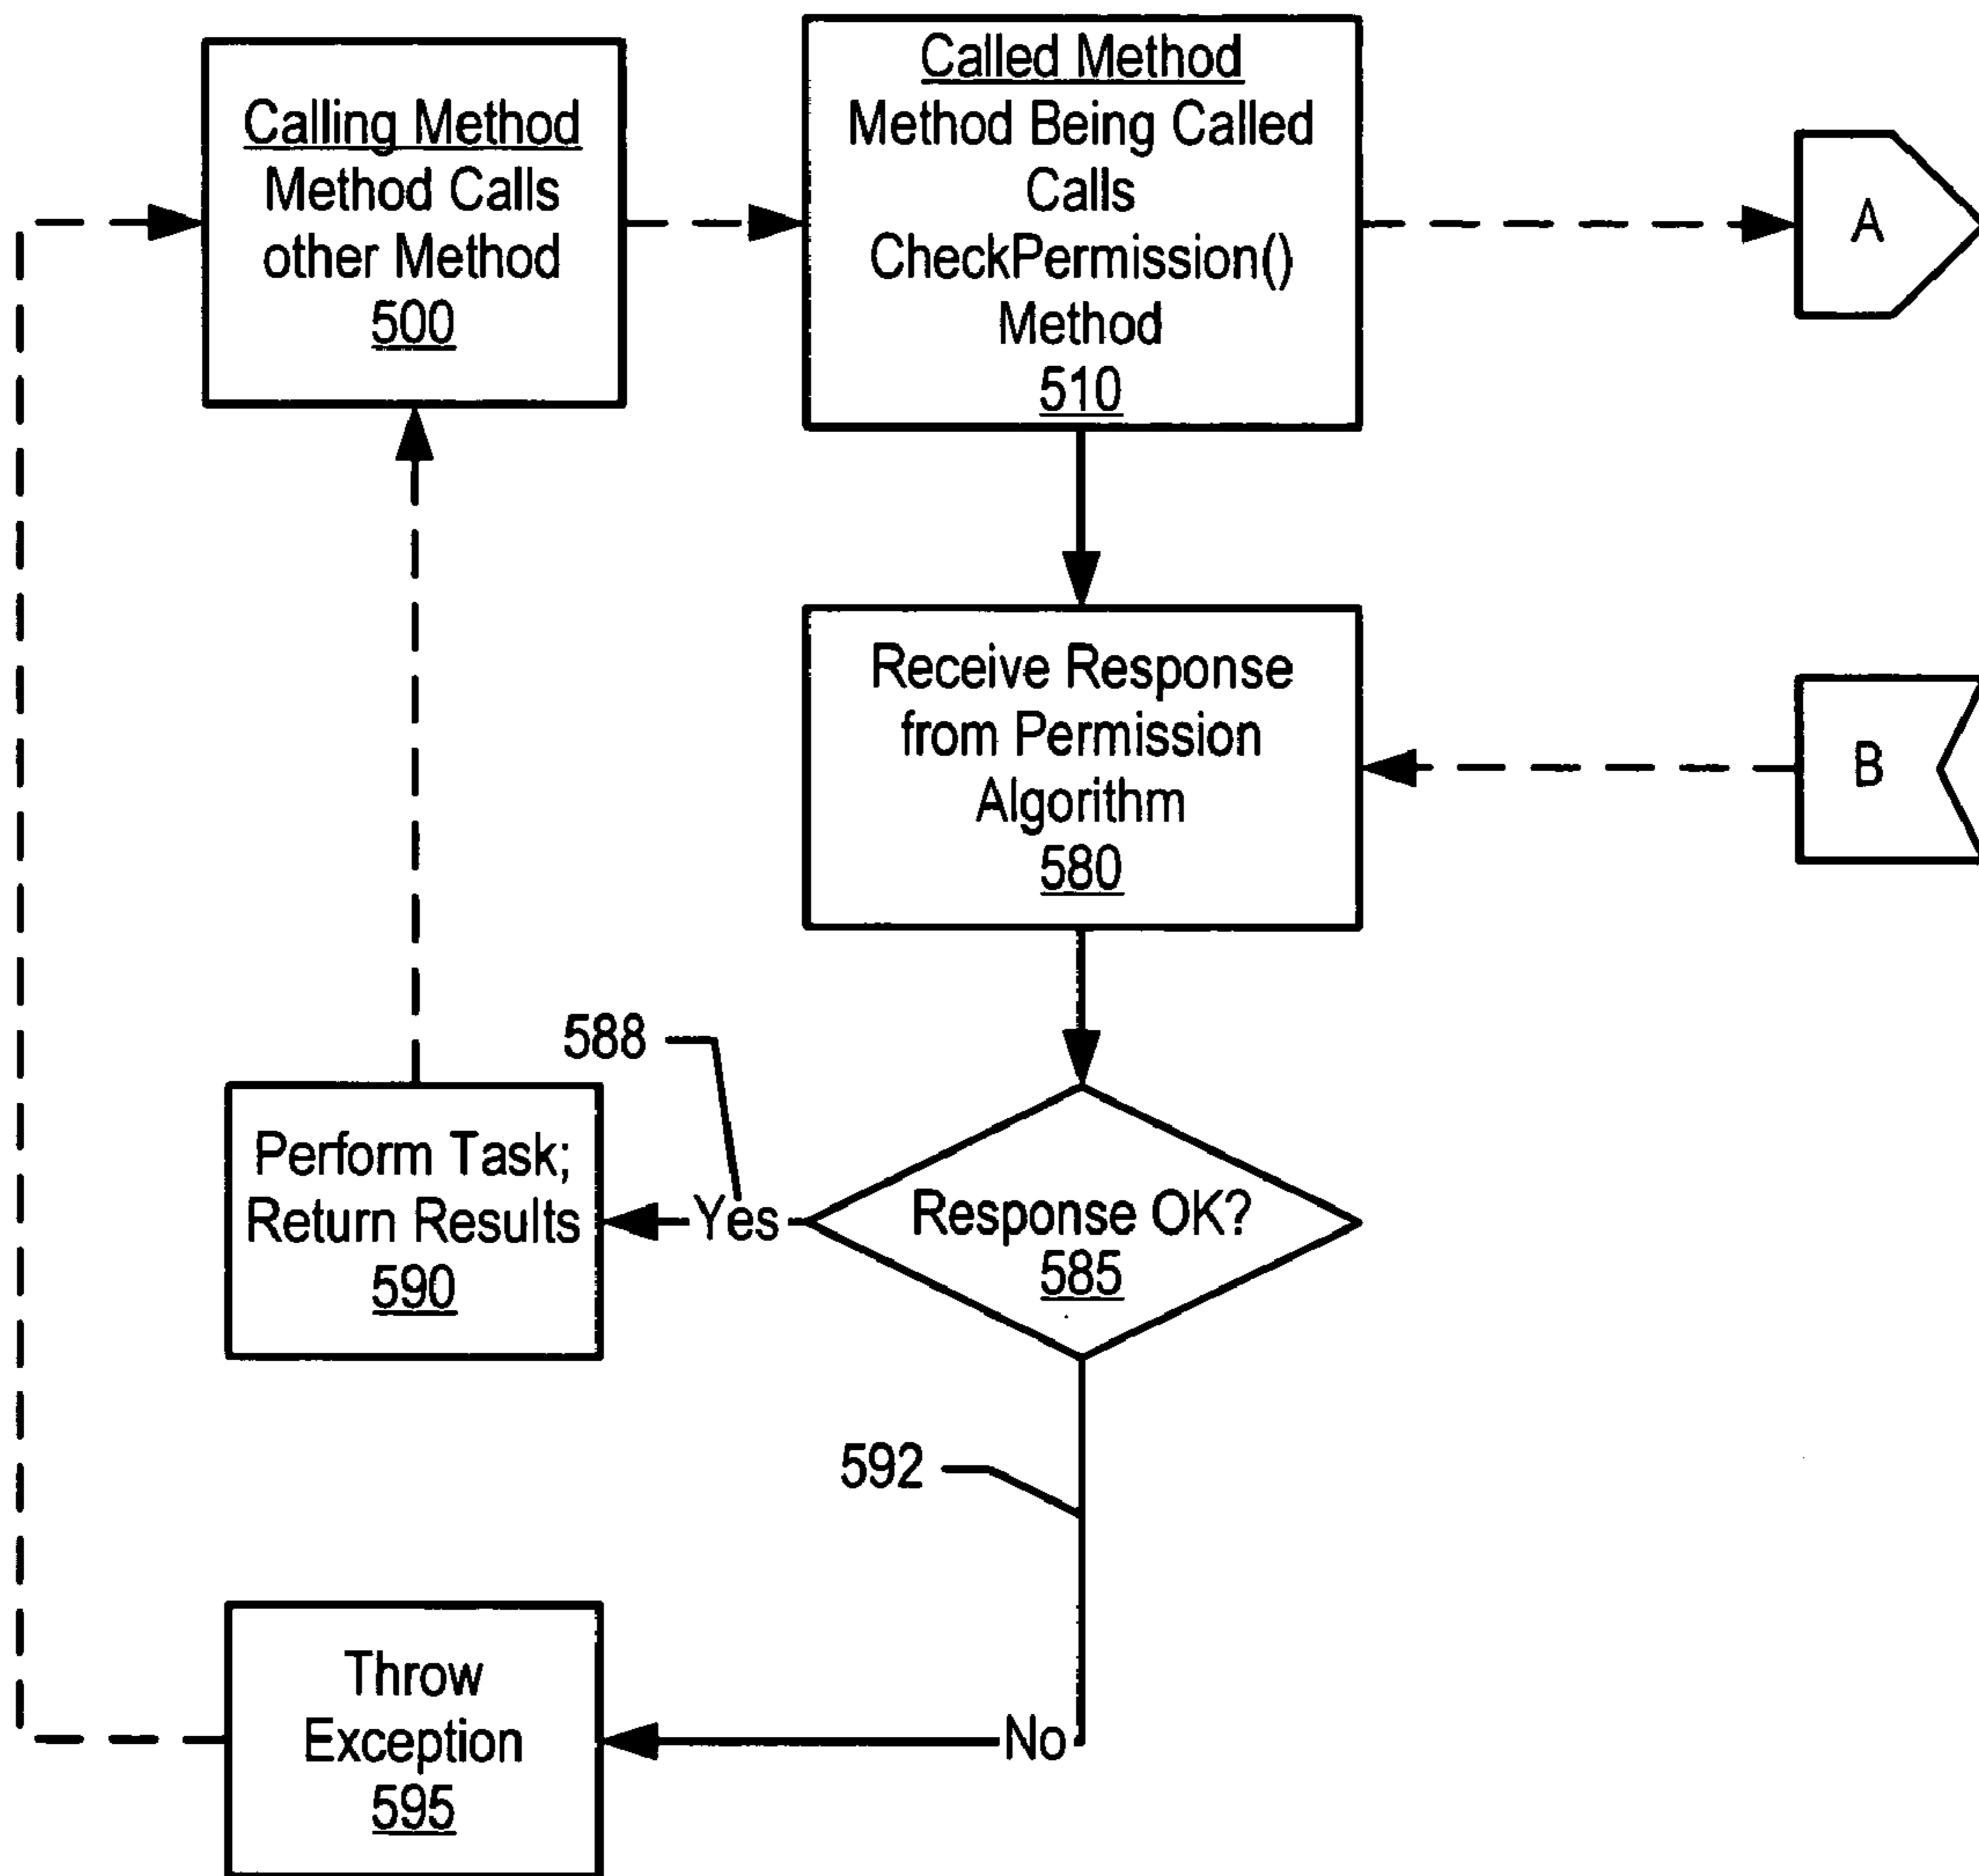 Calling Method
Method Calls
other Method
500
Called Method
Method Being Called
Calls
CheckPermission()
Method
510
A
Receive Response
from Permission
Algorithm
580
B
588
Perform Task;
Return Results
590
Yes
Response OK?
585
592
Throw
Exception
595
No